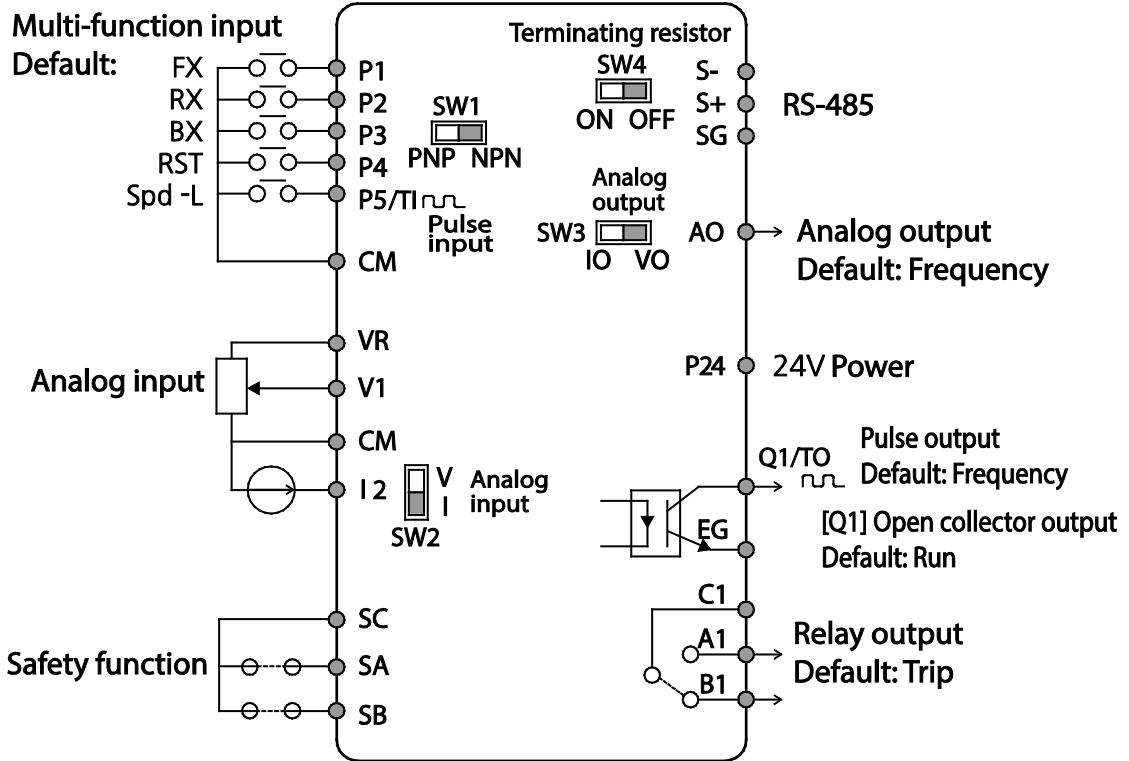 Multi-function input
Default:
FX
RX
BX
RST
Spd -L
P1
P2
P3
P4
P5/TI
Pulse
input
CM
SW1
PNP NPN
Terminating resistor
SW4
ON OFF
S-
S+
SG
RS-485
Analog
output
SW3
IO VO
AO
Analog output
Default: Frequency
Analog input
VR
V1
CM
I 2
V
I
Analog
input
SW2
P24
24V Power
Q1/TO
Pulse output
Default: Frequency
EG
[Q1] Open collector output
Default: Run
C1
A1
B1
Relay output
Default: Trip
Safety function
SC
SA
SB